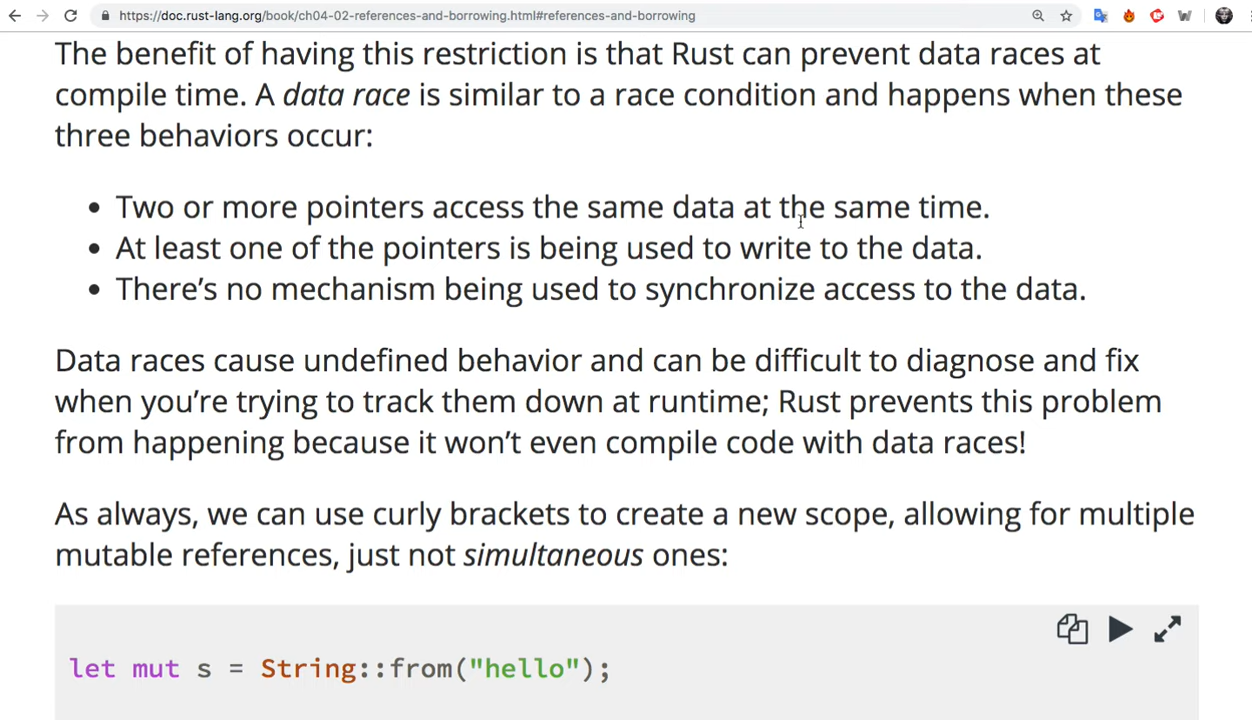 https://doc.rust-lang.org/book/ch04-02-references-and-borrowing.html#references-and-borrowing
The benefit of having this restriction is that Rust can prevent data races at
compile time. A data race is similar to a race condition and happens when these
three behaviors occur:
• Two or more pointers access the same data at the same time.
• At least one of the pointers is being used to write to the data.
• There’s no mechanism being used to synchronize access to the data.
Data races cause undefined behavior and can be difficult to diagnose and fix
when you’re trying to track them down at runtime; Rust prevents this problem
from happening because it won’t even compile code with data races!
As always, we can use curly brackets to create a new scope, allowing for multiple
mutable references, just not simultaneous ones:
let mut s = String::from("hello");